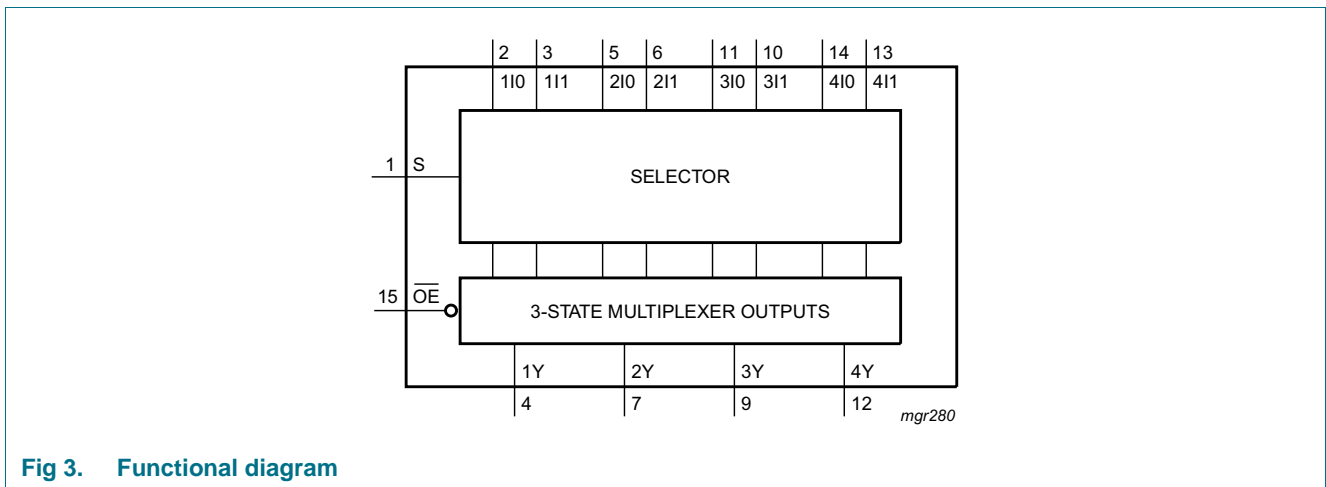 2 3 5 6 11 10 14 13
1I0 1I1 2I0 2I1 3I0 3I1 4I0 4I1
1 S
SELECTOR
15 O̅E̅
3-STATE MULTIPLEXER OUTPUTS
1Y 2Y 3Y 4Y
4 7 9 12
mgr280
Fig 3. Functional diagram